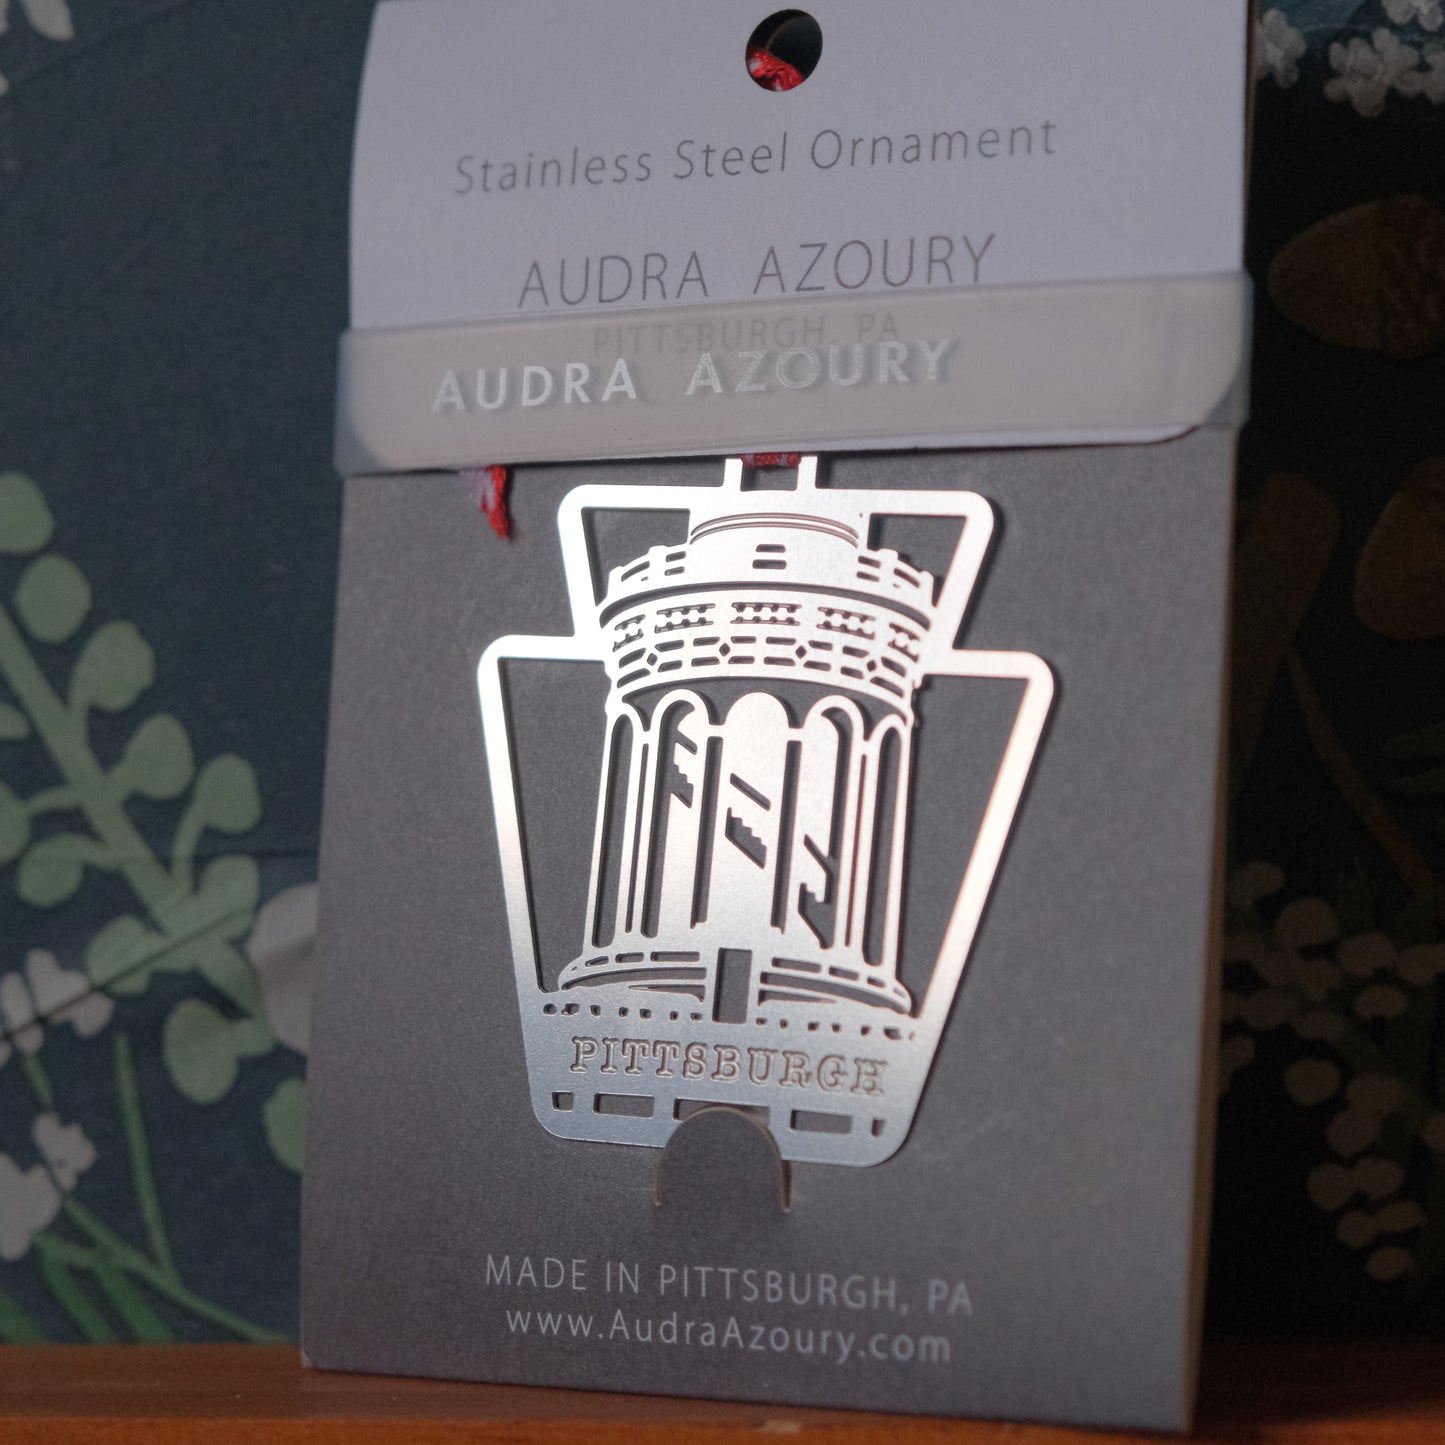 Stainless Steel Ornament
AUDRA AZOURY
PITTSBURGH, PA
AUDRA AZOURY
PITTSBURGH
MADE IN PITTSBURGH, PA
www.AudraAzoury.com